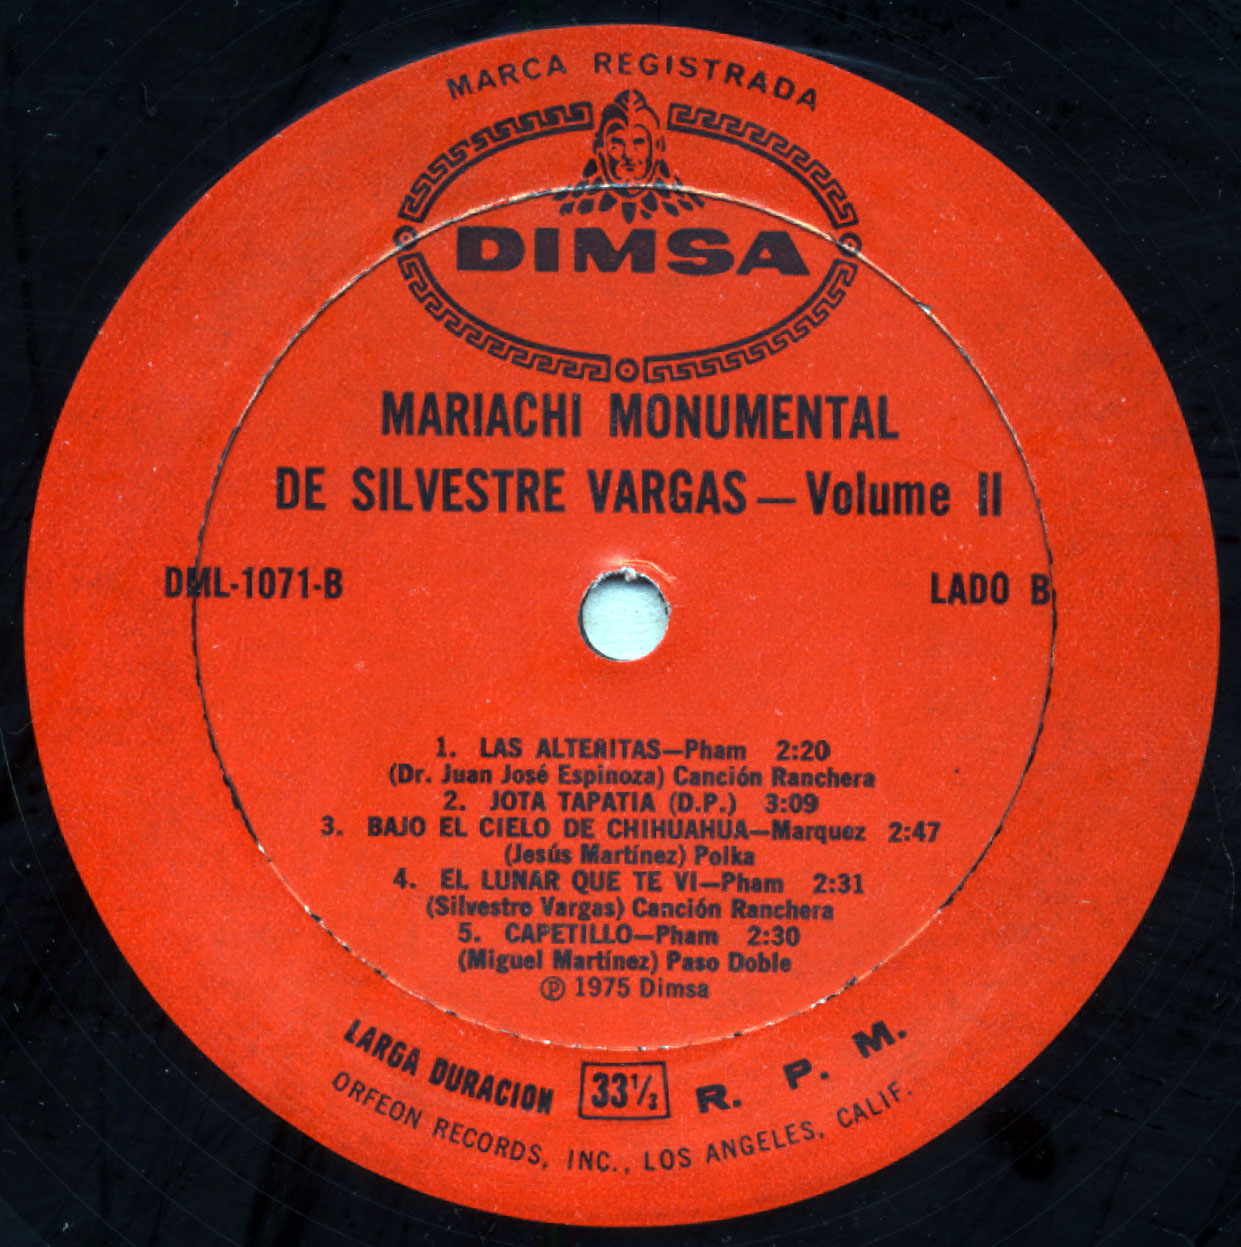 MARCA REGISTRADA
DIMSA
MARIACHI MONUMENTAL
DE SILVESTRE VARGAS — Volume II
DML-1071-B
LADO B
1. LAS ALTERITAS—Pham 2:20
(Dr. Juan José Espinoza) Canción Ranchera
2. JOTA TAPATIA (D.P.) 3:09
3. BAJO EL CIELO DE CHIHUAHUA—Marquez 2:47
(Jesús Martínez) Polka
4. EL LUNAR QUE TE VI—Pham 2:31
(Silvestre Vargas) Canción Ranchera
5. CAPETILLO—Pham 2:30
(Miguel Martínez) Paso Doble
℗ 1975 Dimsa
LARGA DURACION 33⅓ R. P. M.
ORFEON RECORDS, INC., LOS ANGELES, CALIF.